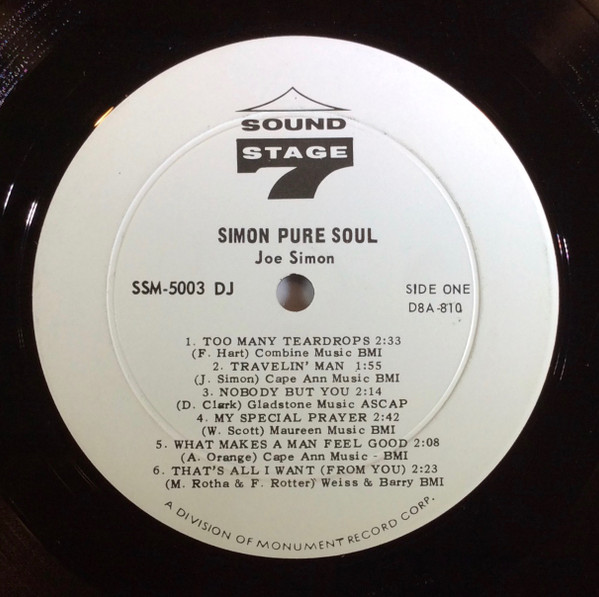 SOUND
STAGE
7
SIMON PURE SOUL
Joe Simon
SSM-5003 DJ
SIDE ONE
D8A-810
1. TOO MANY TEARDROPS 2:33
(F. Hart) Combine Music BMI
2. TRAVELIN' MAN 1:55
(J. Simon) Cape Ann Music BMI
3. NOBODY BUT YOU 2:14
(D. Clark) Gladstone Music ASCAP
4. MY SPECIAL PRAYER 2:42
(W. Scott) Maureen Music BMI
5. WHAT MAKES A MAN FEEL GOOD 2:08
(A. Orange) Cape Ann Music - BMI
6. THAT'S ALL I WANT (FROM YOU) 2:23
(M. Rotha & F. Rotter) Weiss & Barry BMI
A DIVISION OF MONUMENT RECORD CORP.